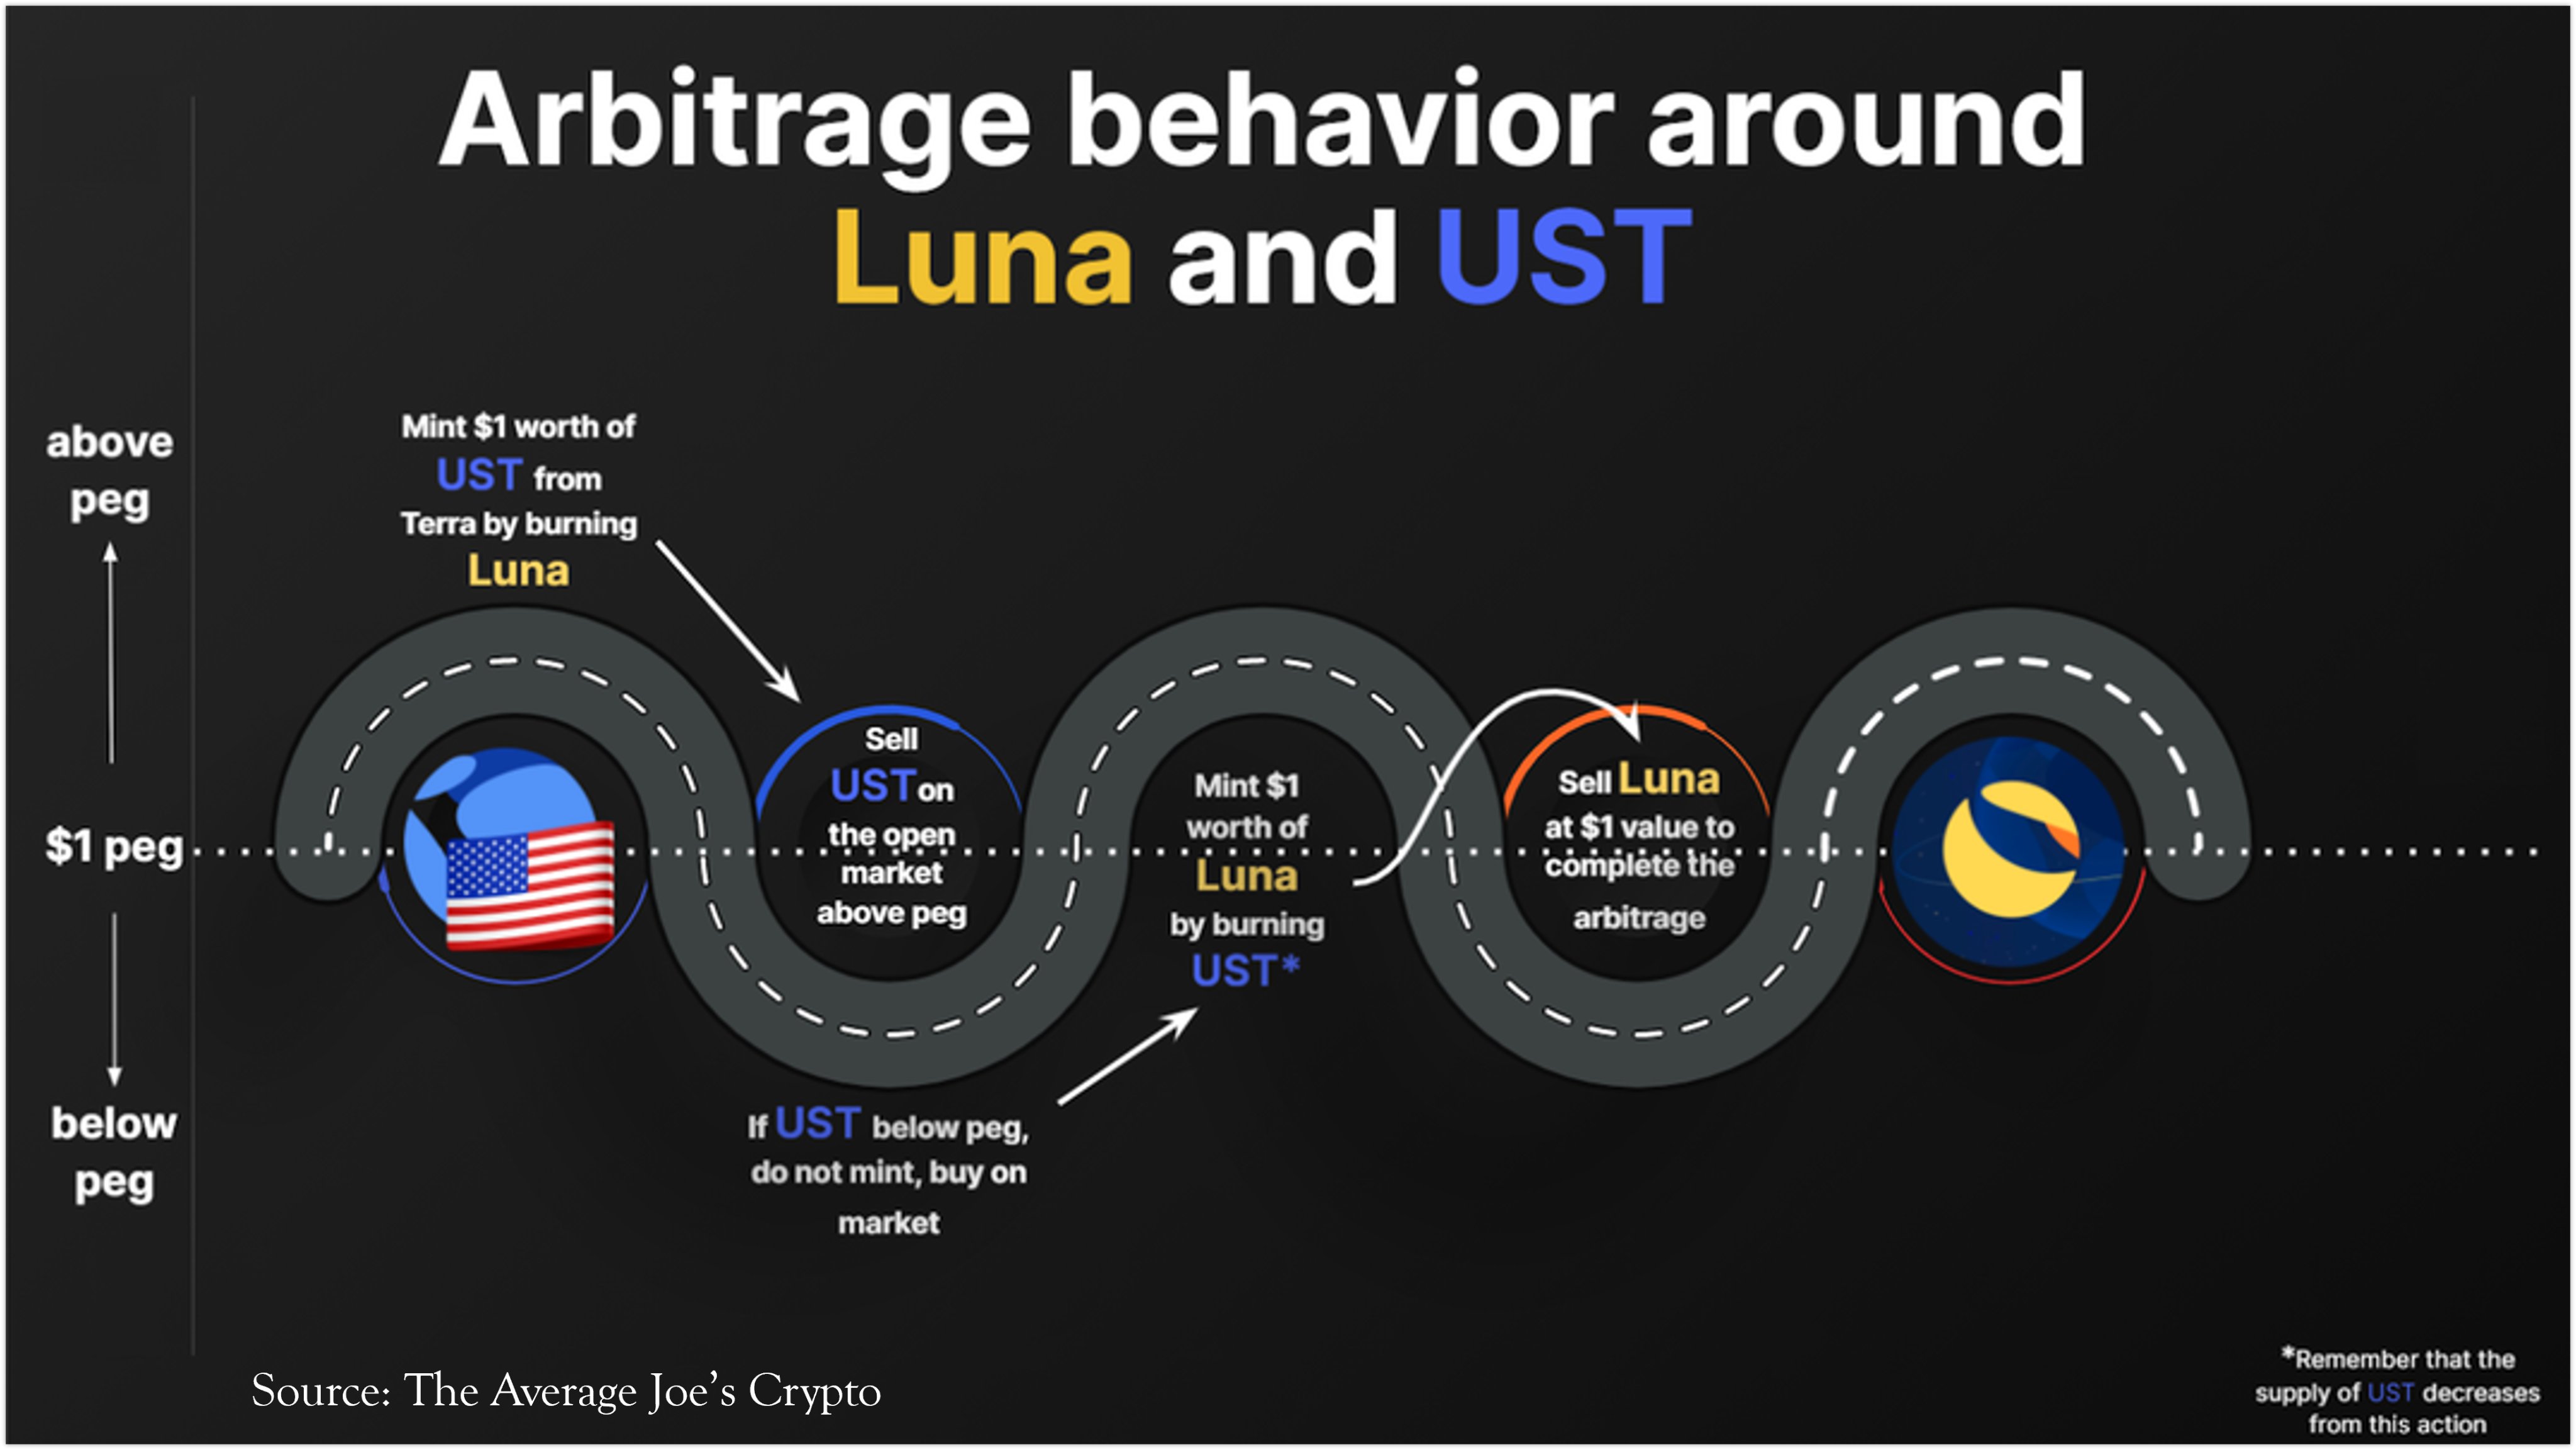 Arbitrage behavior around
Luna and UST
above
peg
$1 peg
below
peg
Mint $1 worth of
UST from
Terra by burning
Luna
Sell
UST on
the open
market
above peg
If UST below peg,
do not mint, buy on
market
Mint $1
worth of
Luna
by burning
UST*
Sell Luna
at $1 value to
complete the
arbitrage
Source: The Average Joe’s Crypto
*Remember that the
supply of UST decreases
from this action